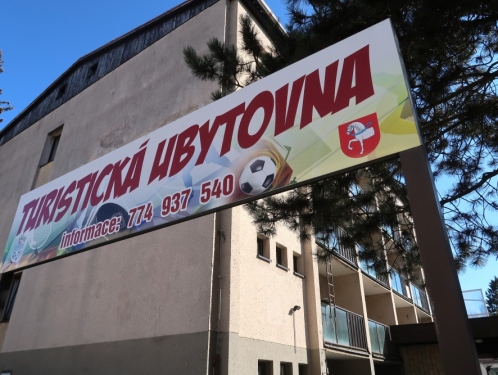 TURISTICKÁ UBYTOVNA
informace: 774 937 540